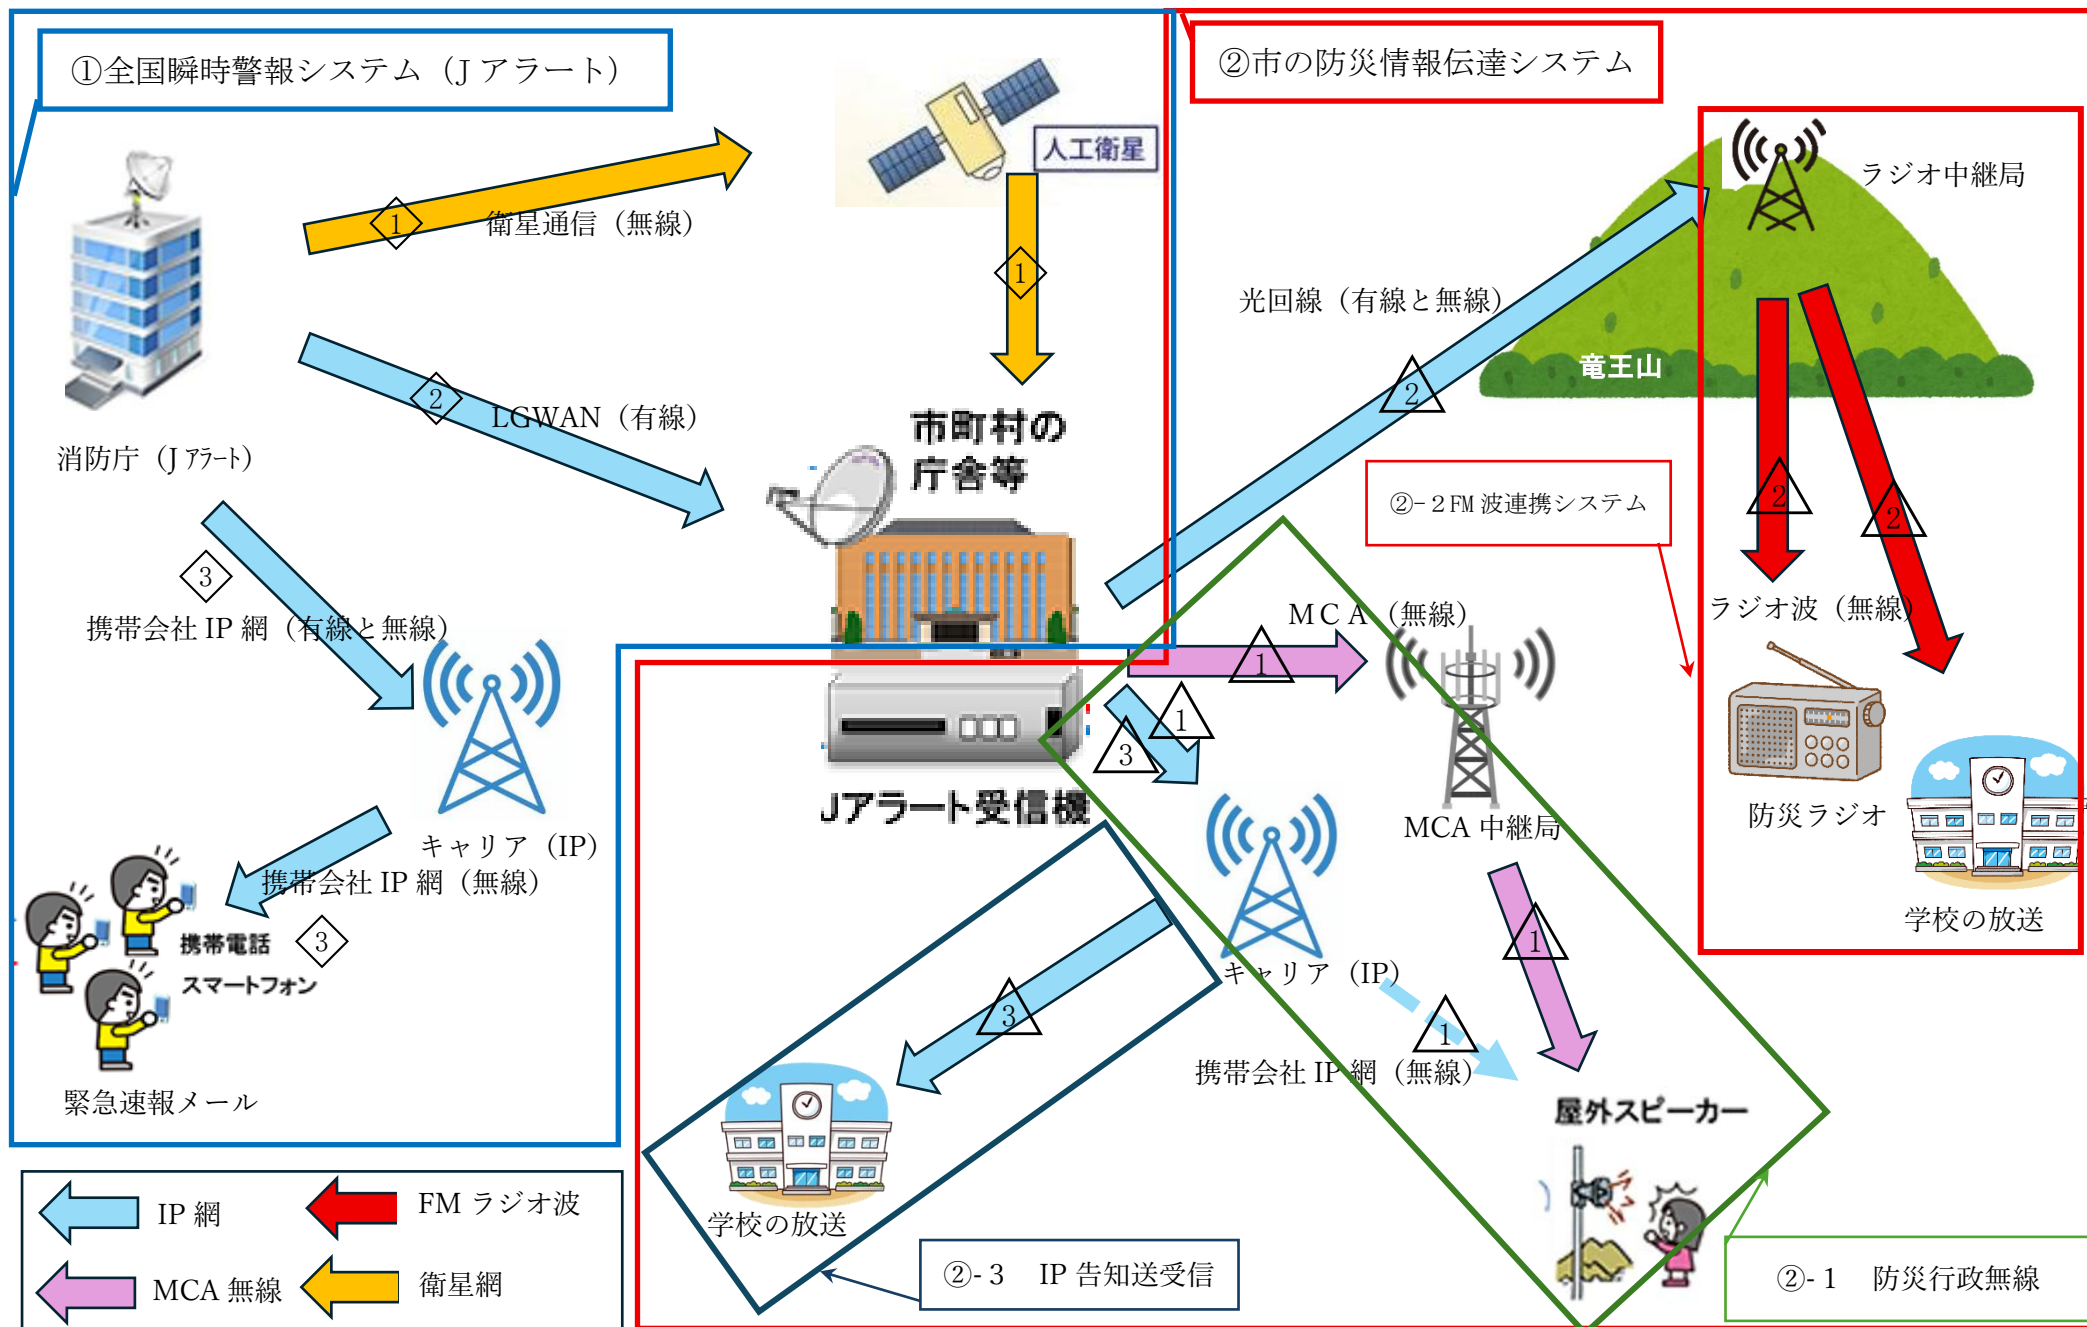 ①全国瞬時警報システム（Jアラート）
②市の防災情報伝達システム
人工衛星
ラジオ中継局
1
衛星通信（無線）
1
光回線（有線と無線）
竜王山
2
2
LGWAN（有線）
市町村の
庁舎等
消防庁（Jアラート）
②-２FM波連携システム
2
2
3
携帯会社IP網（有線と無線）
ＭＣＡ（無線）
ラジオ波（無線）
1
1
3
Jアラート受信機
MCA中継局
防災ラジオ
キャリア（IP）
携帯会社IP網（無線）
学校の放送
携帯電話
3
スマートフォン
1
キャリア（IP）
3
1
携帯会社IP網（無線）
緊急速報メール
屋外スピーカー
IP網
FMラジオ波
学校の放送
MCA無線
衛星網
②-３　IP告知送受信
②-１　防災行政無線